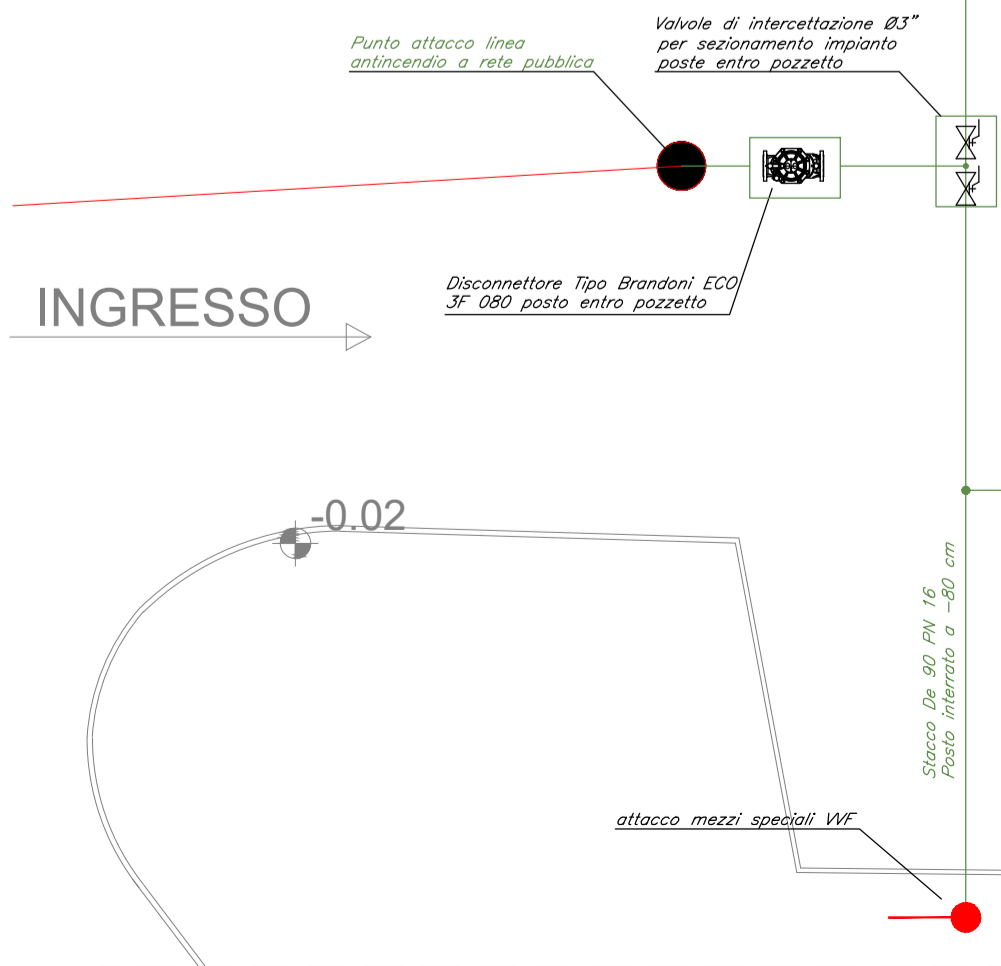 Punto attacco linea
antincendio a rete pubblica
Valvole di intercettazione Ø3”
per sezionamento impianto
poste entro pozzetto
Disconnettore Tipo Brandoni ECO
3F 080 posto entro pozzetto
INGRESSO
-0.02
Stacco De 90 PN 16
Posto interrato a -80 cm
attacco mezzi speciali VVF